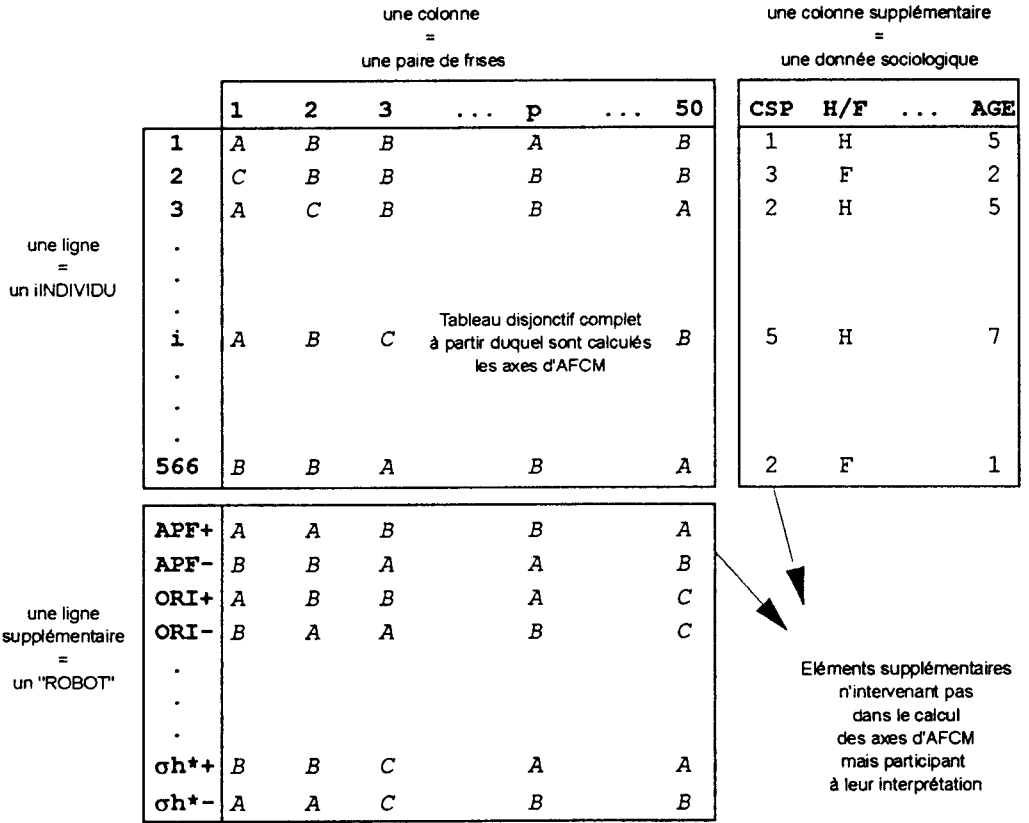 une colonne
=
une paire de frises
une colonne supplémentaire
=
une donnée sociologique
1 2 3 ... p ... 50
CSP H/F ... AGE
1 A B B A B 1 H 5
2 C B B B B 3 F 2
3 A C B B A 2 H 5
.
.
.
une ligne
=
un iINDIVIDU
Tableau disjonctif complet
à partir duquel sont calculés
les axes d'AFCM
i A B C B 5 H 7
.
.
.
566 B B A B A 2 F 1
APF+ A A B B A
APF- B B A A B
ORI+ A B B A C
ORI- B A A B C
.
.
.
une ligne
supplémentaire
=
un "ROBOT"
σh*+ B B C A A
σh*- A A C B B
Eléments supplémentaires
n'intervenant pas
dans le calcul
des axes d'AFCM
mais participant
à leur interprétation